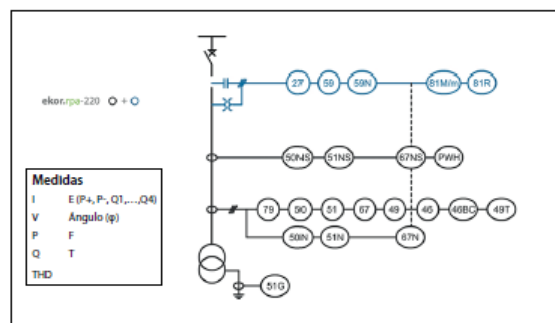 27 59 59N 81M/m 81R
ekor.rpa-220 + 
50NS 51NS 67NS PWH
Medidas
I E (P+, P-, Q1,...,Q4)
V Ángulo (φ)
P F
Q T
THD
79 50 51 67 49 46 46BC 49T
50N 51N 67N
51G